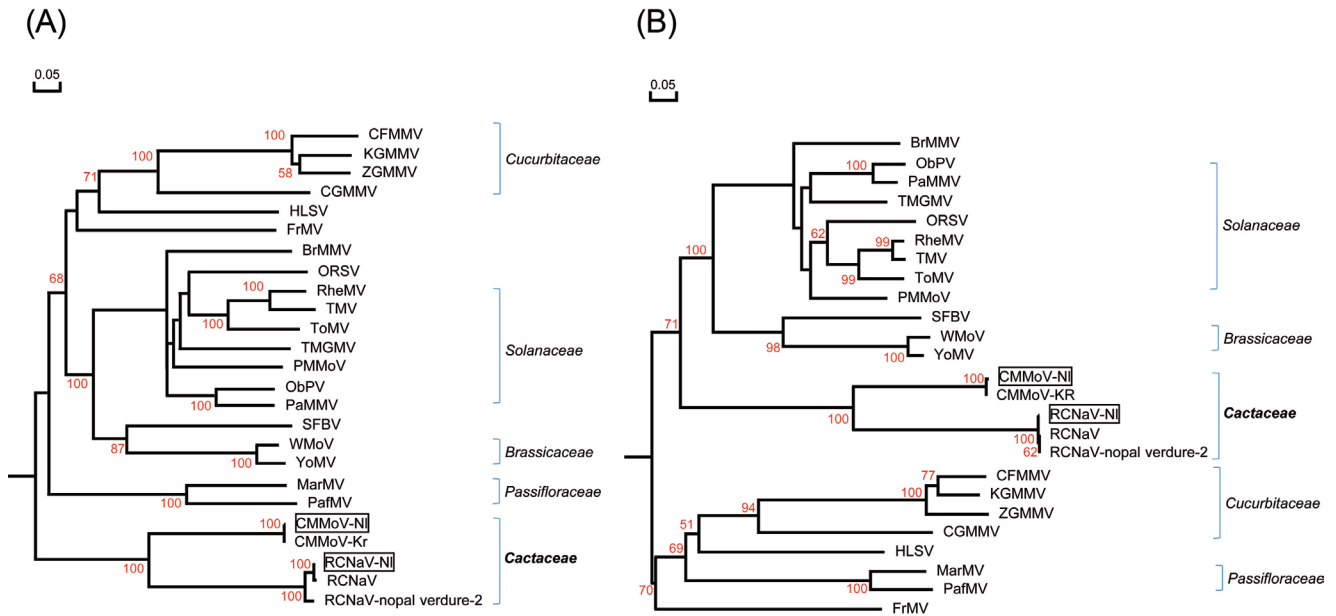 (A)
0.05
100
CFMMV
100
KGMMV
58
ZGMMV
71
CGMMV
Cucurbitaceae
HLSV
FrMV
68
BrMMV
ORSV
100
RheMV
TMV
100
ToMV
TMGMV
Solanaceae
PMMoV
100
ObPV
100
PaMMV
SFBV
87
WMoV
100
YoMV
Brassicaceae
MarMV
100
PafMV
Passifloraceae
100
CMMoV-NI
CMMoV-Kr
100
100
RCNaV-NI
RCNaV
100
RCNaV-nopal verdure-2
Cactaceae
(B)
0.05
BrMMV
100
ObPV
PaMMV
TMGMV
ORSV
62
99
RheMV
TMV
99
ToMV
PMMoV
Solanaceae
100
SFBV
98
WMoV
100
YoMV
Brassicaceae
71
100
CMMoV-NI
CMMoV-KR
100
RCNaV-NI
100
RCNaV
62
RCNaV-nopal verdure-2
Cactaceae
77
CFMMV
100
KGMMV
ZGMMV
94
CGMMV
Cucurbitaceae
51
HLSV
69
MarMV
100
PafMV
Passifloraceae
70
FrMV